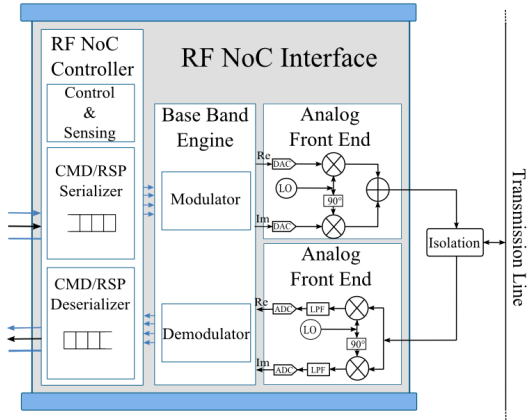 RF NoC
Controller
RF NoC Interface
Control
&
Sensing
CMD/RSP
Serializer
CMD/RSP
Deserializer
Base Band
Engine
Modulator
Demodulator
Analog
Front End
Re
DAC
LO
90°
Im
DAC
Analog
Front End
Re
ADC
LPF
LO
90°
Im
ADC
LPF
Isolation
Transmission Line